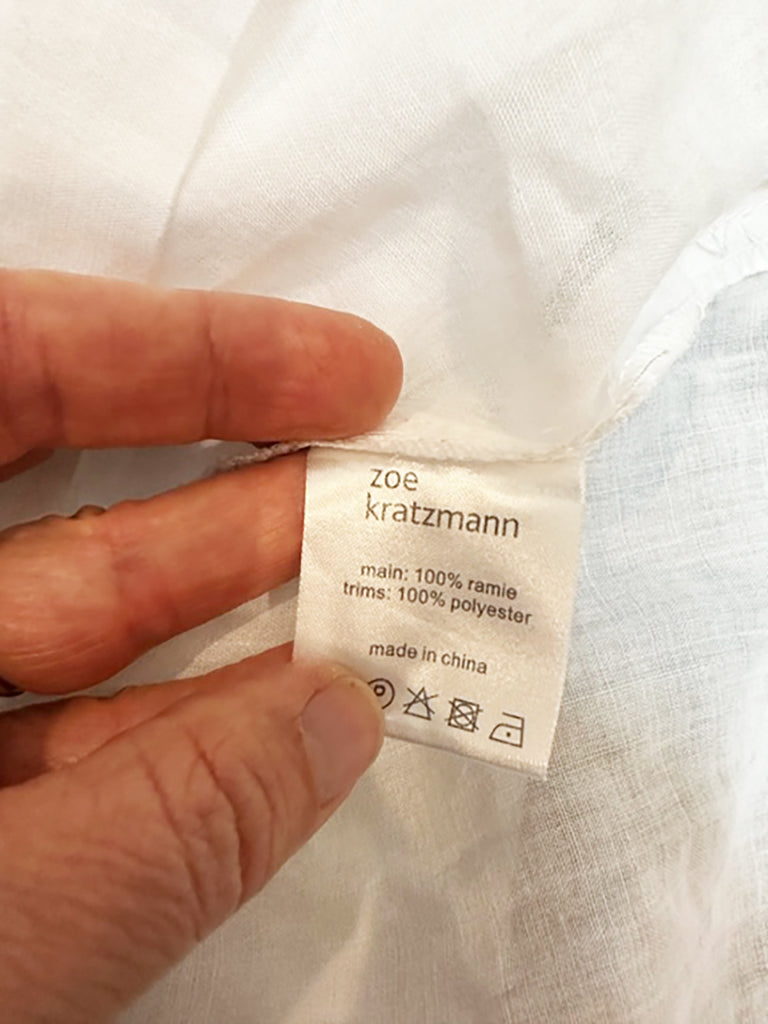 zoe
kratzmann
main: 100% ramie
trims: 100% polyester
made in china